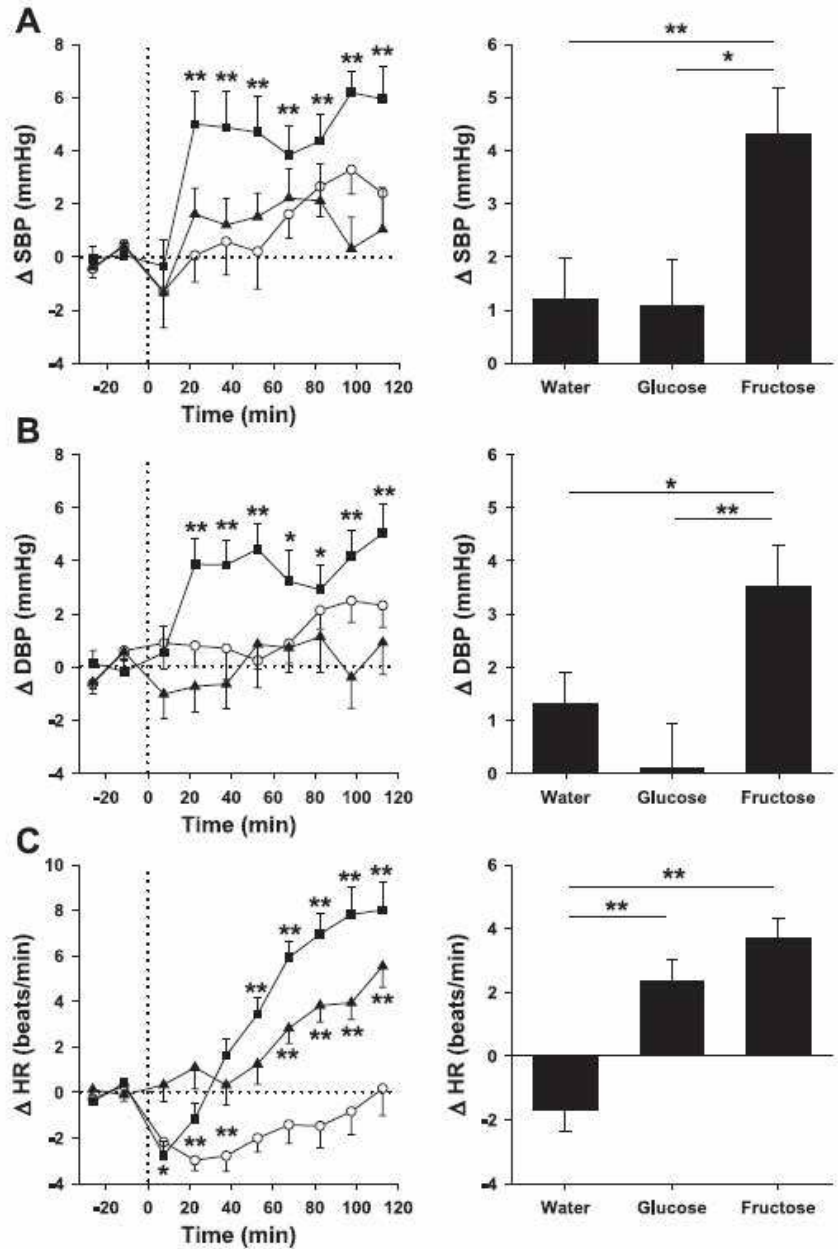 A
Δ SBP (mmHg)
8
6
4
2
0
-2
-4
** ** ** ** ** ** **
-20 0 20 40 60 80 100 120
Time (min)
Δ SBP (mmHg)
6
5
4
3
2
1
0
**
*
Water Glucose Fructose
B
Δ DBP (mmHg)
8
6
4
2
0
-2
-4
** ** ** * * ** **
-20 0 20 40 60 80 100 120
Time (min)
Δ DBP (mmHg)
6
5
4
3
2
1
0
*
**
Water Glucose Fructose
C
Δ HR (beats/min)
10
8
6
4
2
0
-2
-4
** ** ** ** **
** ** ** **
* ** **
-20 0 20 40 60 80 100 120
Time (min)
Δ HR (beats/min)
6
4
2
0
-2
-4
**
**
Water Glucose Fructose